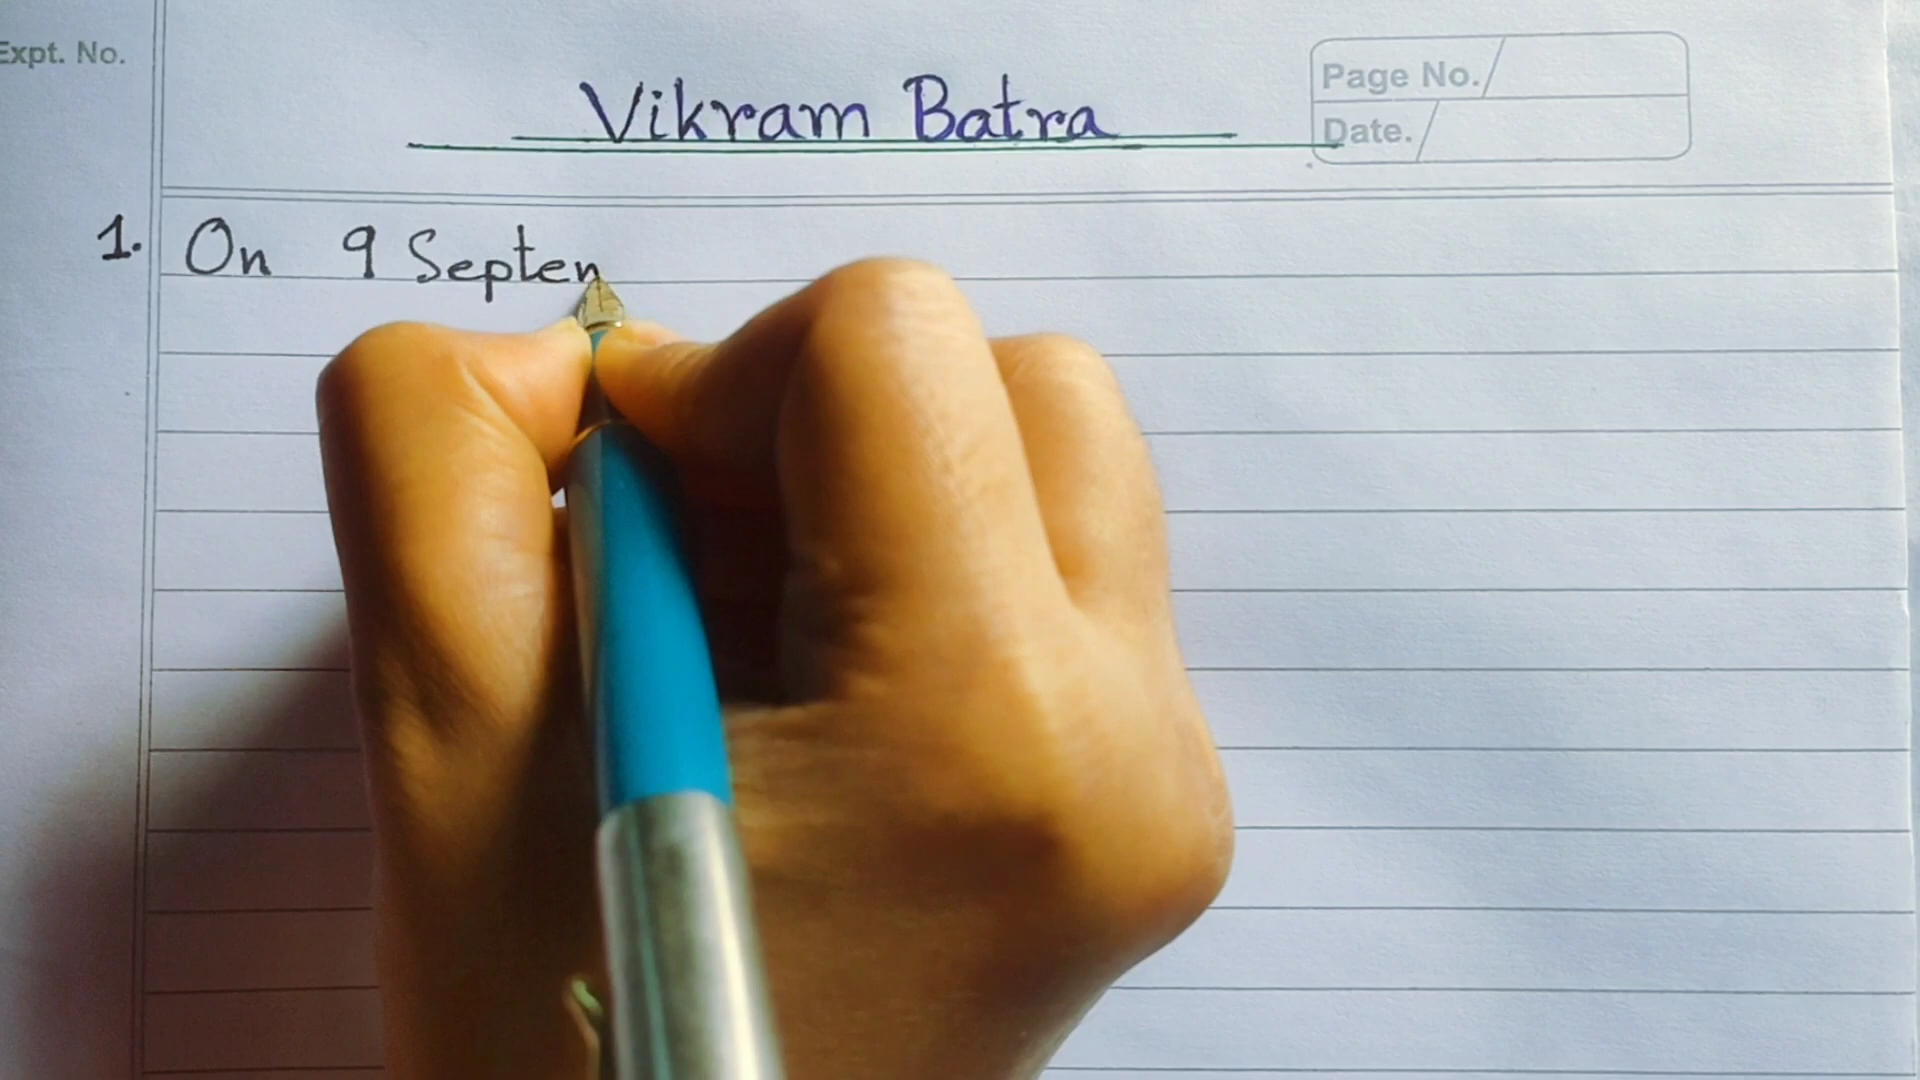 Expt. No.
Page No.
Date.
Vikram Batra
1. On 9 Septen